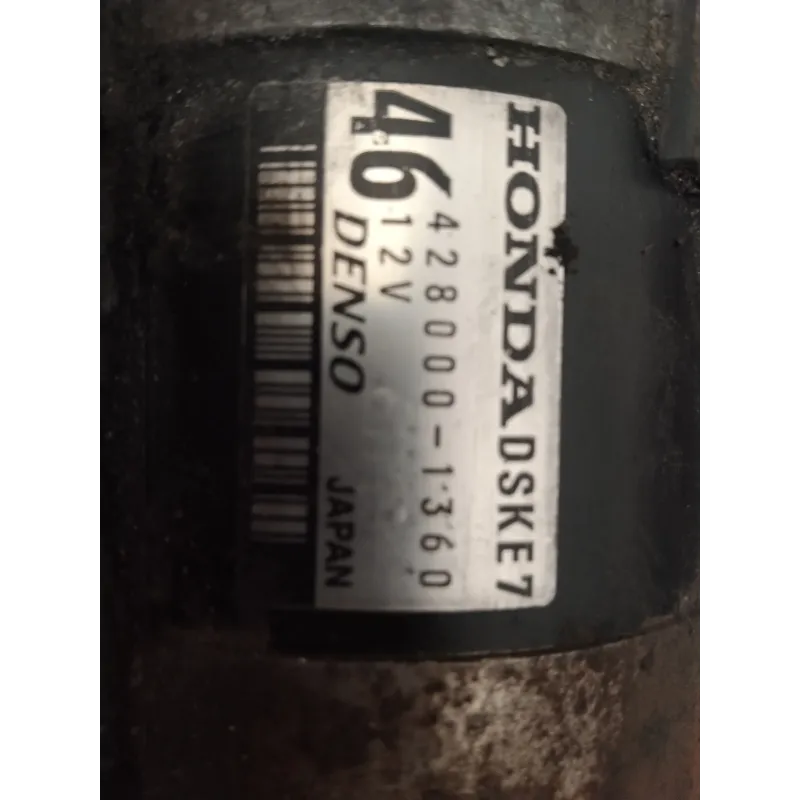 HONDA DSKE7
46 428000-1360
12V
DENSO JAPAN